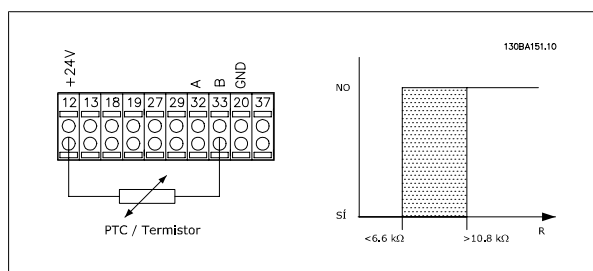 130BA151.10
+24V
A
B
GND
12 13 18 19 27 29 32 33 20 37
PTC / Termistor
NO
SÍ
<6.6 kΩ
>10.8 kΩ
R